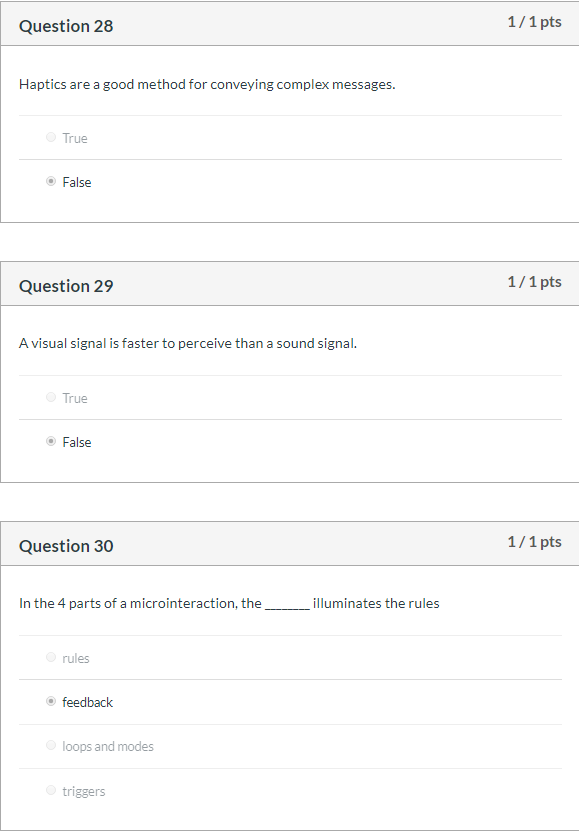 Question 28
1 / 1 pts
Haptics are a good method for conveying complex messages.
True
False
Question 29
1 / 1 pts
A visual signal is faster to perceive than a sound signal.
True
False
Question 30
1 / 1 pts
In the 4 parts of a microinteraction, the ________ illuminates the rules
rules
feedback
loops and modes
triggers